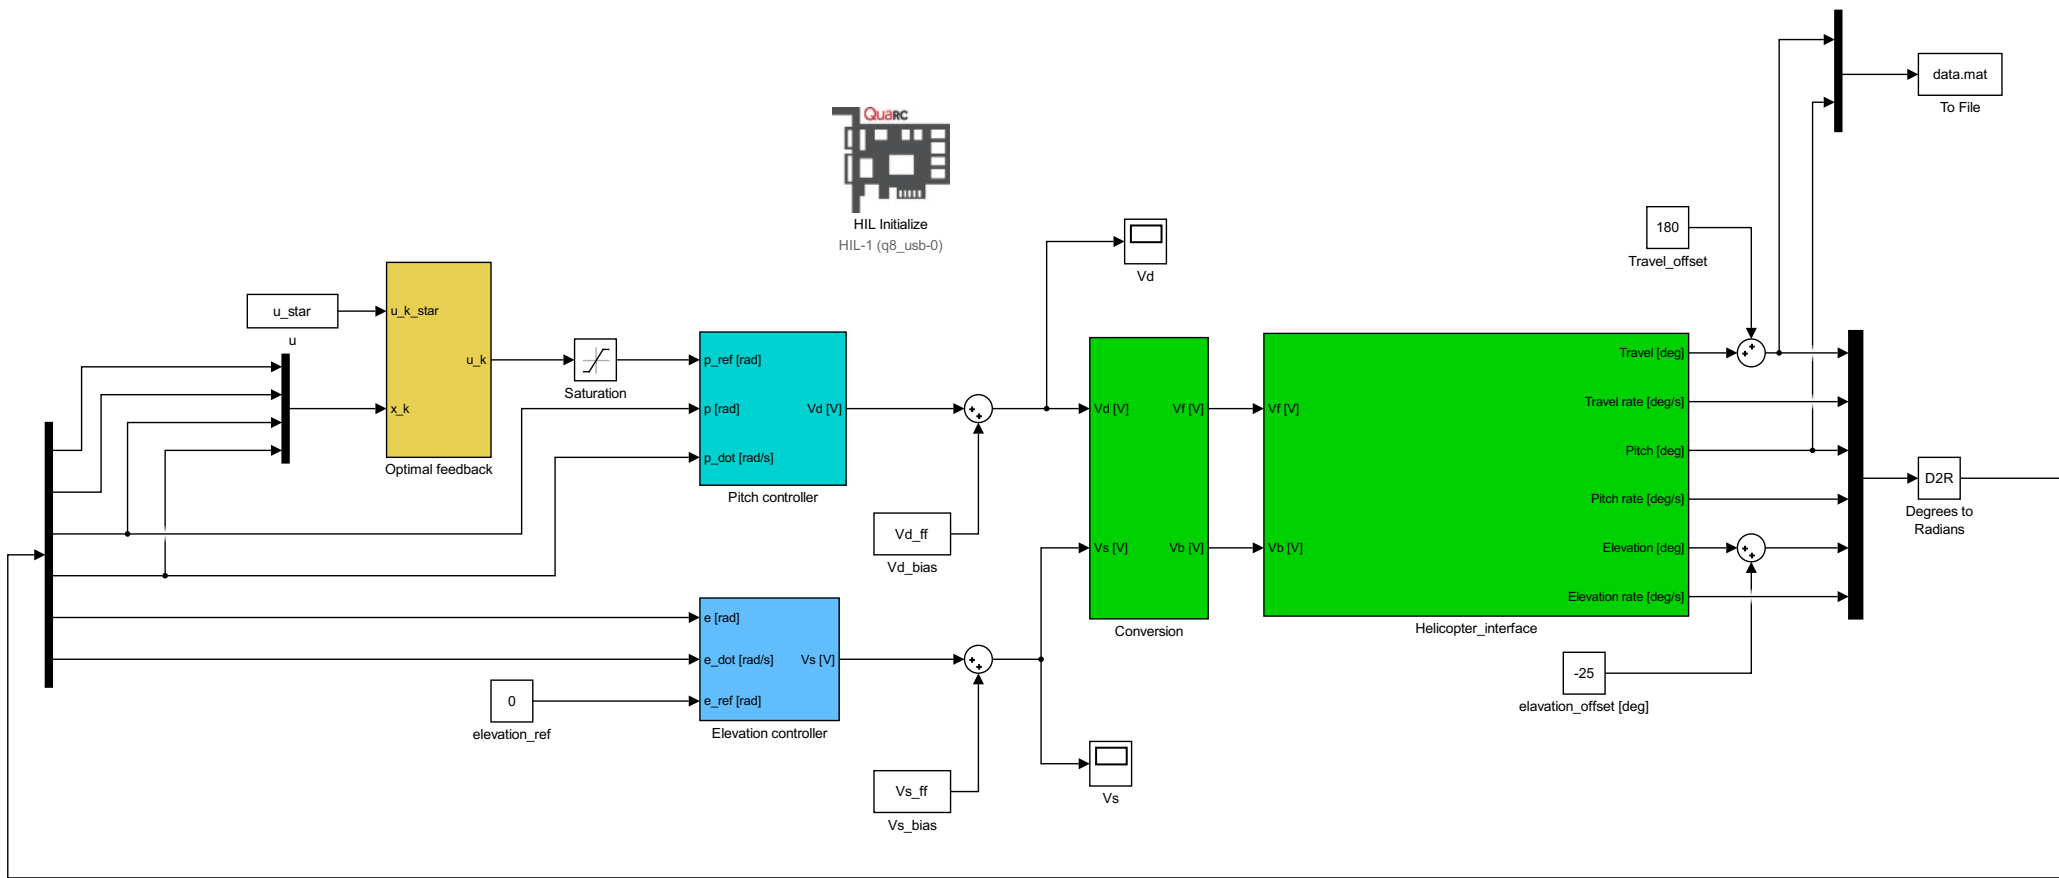 data.mat
To File
QUARC
HIL Initialize
HIL-1 (q8_usb-0)
180
Travel_offset
Vd
u_star
u
u_k_star
u_k
x_k
Optimal feedback
Saturation
p_ref [rad]
p [rad]
p_dot [rad/s]
Vd [V]
Pitch controller
Vd_ff
Vd_bias
Vd [V]
Vf [V]
Vs [V]
Vb [V]
Conversion
Vf [V]
Vb [V]
Travel [deg]
Travel rate [deg/s]
Pitch [deg]
Pitch rate [deg/s]
Elevation [deg]
Elevation rate [deg/s]
Helicopter_interface
D2R
Degrees to
Radians
e [rad]
e_dot [rad/s]
e_ref [rad]
Vs [V]
Elevation controller
0
elevation_ref
-25
elavation_offset [deg]
Vs_ff
Vs_bias
Vs